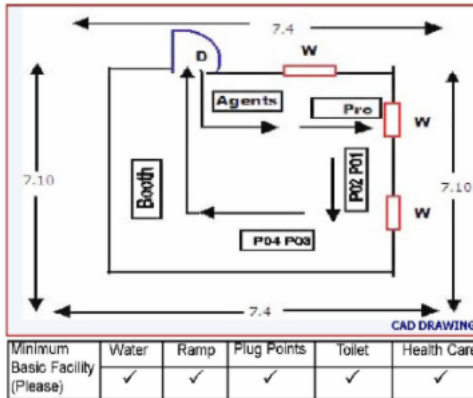 7.4
D
W
Agents
Pro
W
7.10
Booth
P02 P01
7.10
W
P04 P03
7.4
CAD DRAWING
Minimum Basic Facility (Please) Water Ramp Plug Points Toilet Health Care
✓ ✓ ✓ ✓ ✓